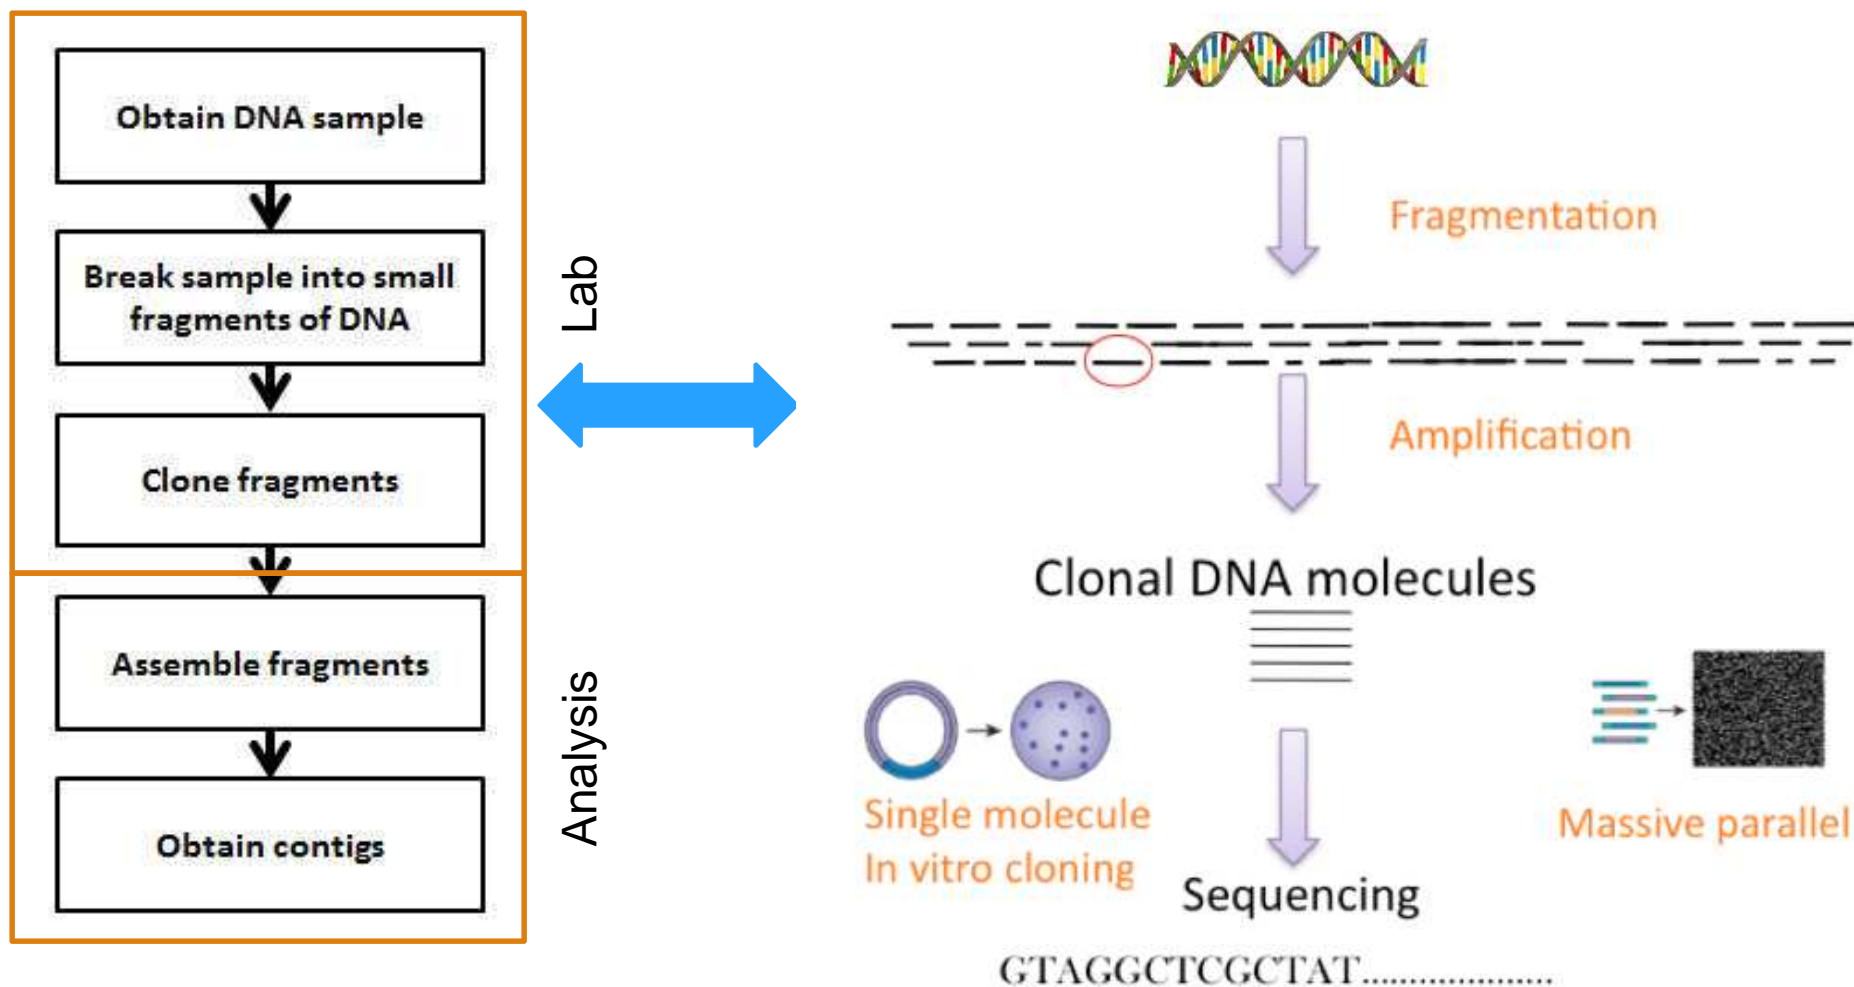 Obtain DNA sample
Break sample into small
fragments of DNA
Clone fragments
Assemble fragments
Obtain contigs
Lab
Analysis
Fragmentation
Amplification
Clonal DNA molecules
Single molecule
In vitro cloning
Massive parallel
Sequencing
GTAGGCTCGCTAT....................